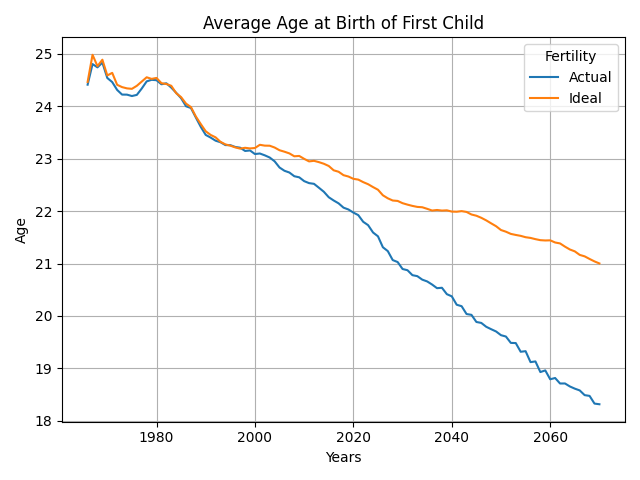 Average Age at Birth of First Child
Fertility
Actual
Ideal
Age
25
24
23
22
21
20
19
18
1980
2000
2020
2040
2060
Years